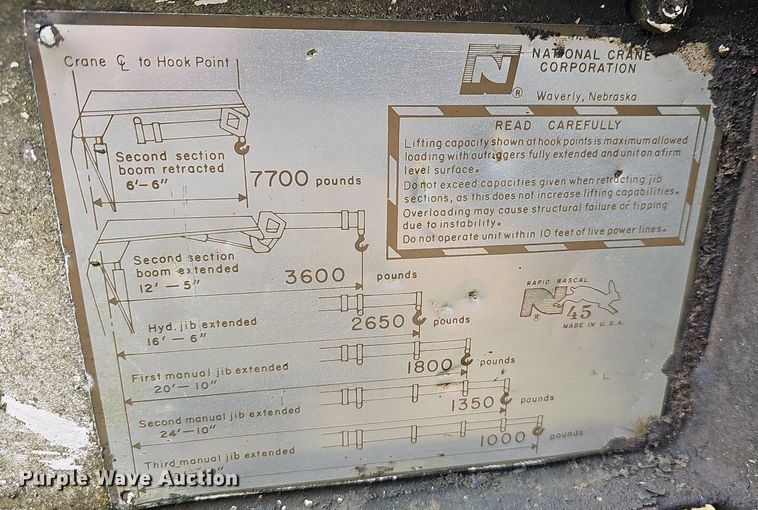 Crane ℄ to Hook Point
NATIONAL CRANE
CORPORATION
N
®
Waverly, Nebraska
READ CAREFULLY
Lifting capacity shown at hook points is maximum allowed
loading with outriggers fully extended and unit on a firm
level surface.
Do not exceed capacities given when retracting jib
sections, as this does not increase lifting capabilities.
Overloading may cause structural failure or tipping
due to instability.
Do not operate unit within 10 feet of live power lines.
Second section
boom retracted
6'-6"
7700 pounds
Second section
boom extended
12' - 5"
3600 pounds
Hyd. jib extended
16' - 6"
2650 pounds
RAPID RASCAL
N
®
45
MADE IN U.S.A.
First manual jib extended
20' - 10"
1800 pounds
Second manual jib extended
24'-10"
1350 pounds
Third manual jib extended
1000 pounds
Purple Wave Auction